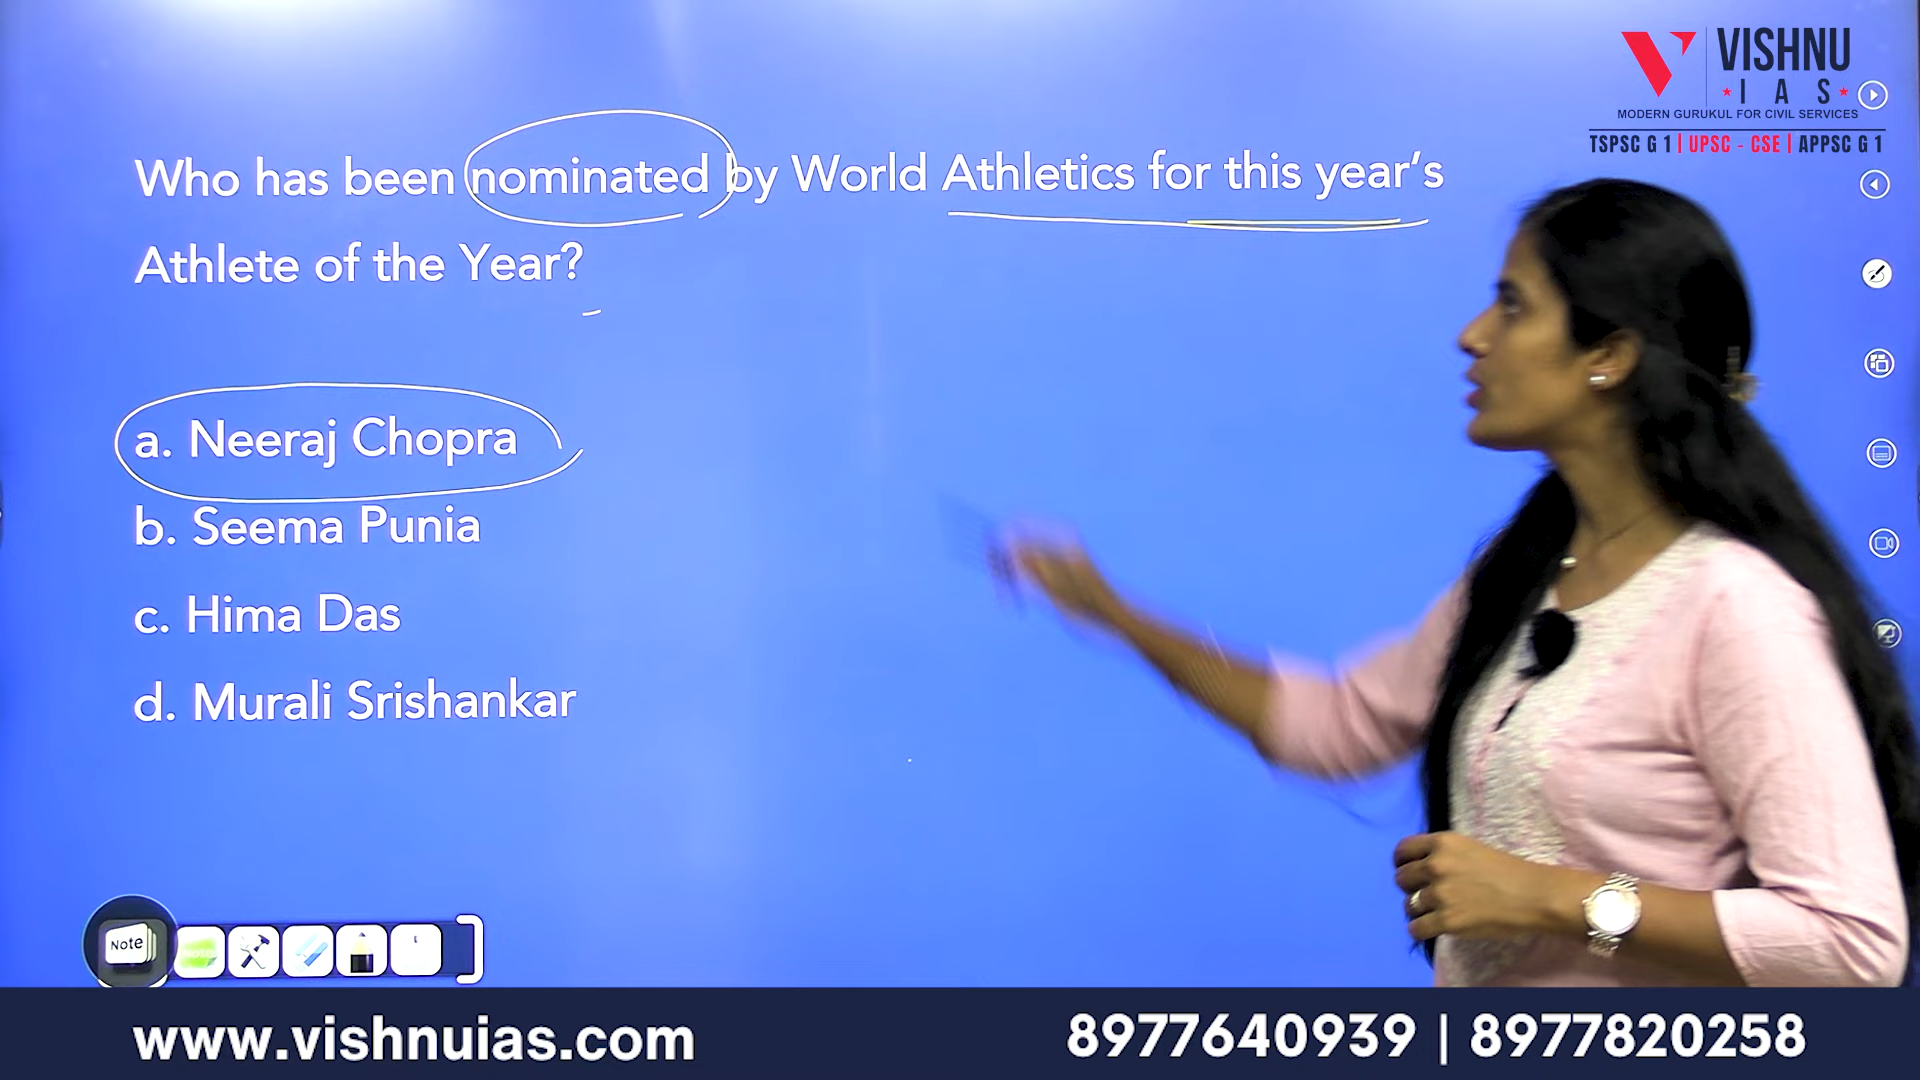 VISHNU
IAS
MODERN GURUKUL FOR CIVIL SERVICES
TSPSC G 1 | UPSC - CSE | APPSC G 1
Who has been nominated by World Athletics for this year's
Athlete of the Year?
a. Neeraj Chopra
b. Seema Punia
c. Hima Das
d. Murali Srishankar
Note
www.vishnuias.com
8977640939 | 8977820258